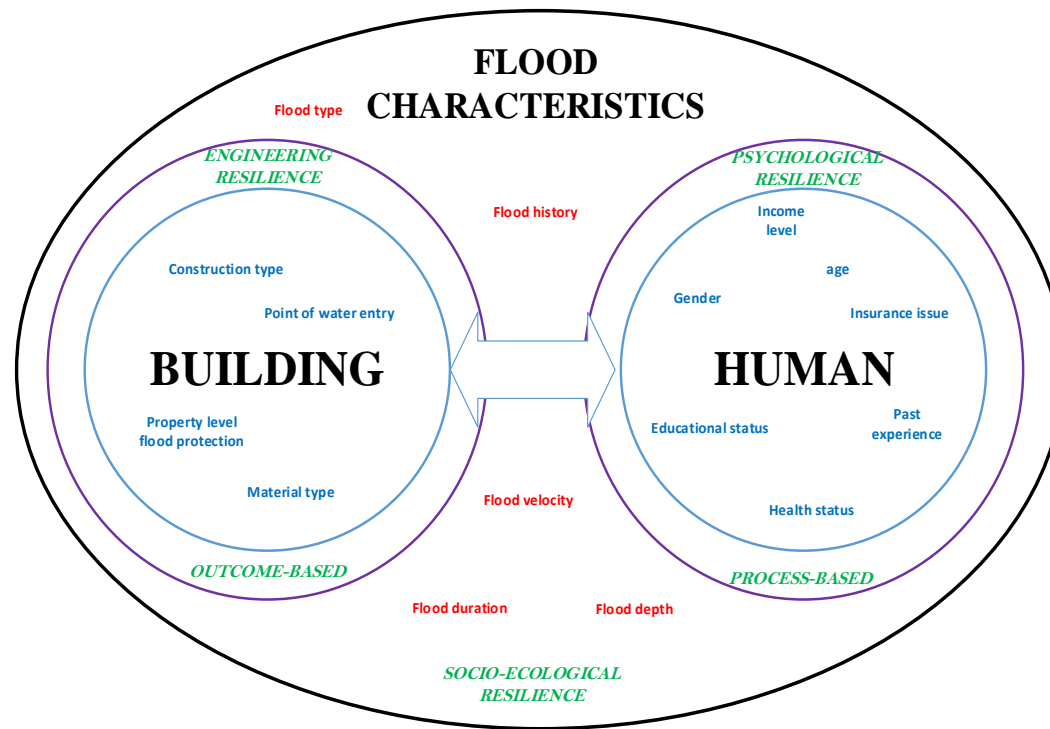 FLOOD
CHARACTERISTICS
Flood type
ENGINEERING
RESILIENCE
PSYCHOLOGICAL
RESILIENCE
Flood history
Income
level
Construction type
age
Gender
Point of water entry
Insurance issue
BUILDING
HUMAN
Property level
flood protection
Educational status
Past
experience
Material type
Flood velocity
Health status
OUTCOME-BASED
PROCESS-BASED
Flood duration
Flood depth
SOCIO-ECOLOGICAL
RESILIENCE